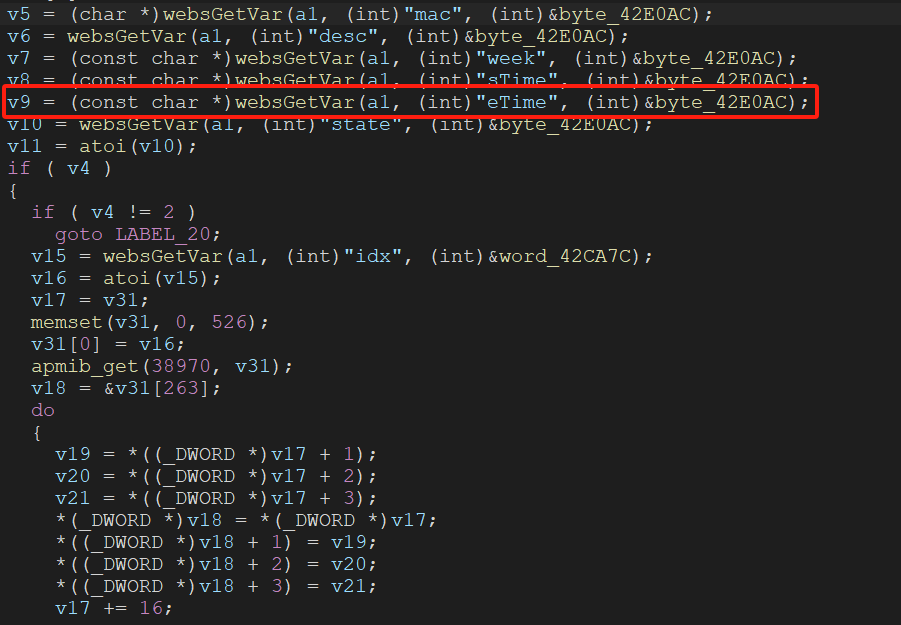 v5 = (char *)websGetVar(a1, (int)"mac", (int)&byte_42E0AC);
v6 = websGetVar(a1, (int)"desc", (int)&byte_42E0AC);
v7 = (const char *)websGetVar(a1, (int)"week", (int)&byte_42E0AC);
v8 = (const char *)websGetVar(a1, (int)"sTime", (int)&byte_42E0AC);
v9 = (const char *)websGetVar(a1, (int)"eTime", (int)&byte_42E0AC);
v10 = websGetVar(a1, (int)"state", (int)&byte_42E0AC);
v11 = atoi(v10);
if ( v4 )
{
if ( v4 != 2 )
goto LABEL_20;
v15 = websGetVar(a1, (int)"idx", (int)&word_42CA7C);
v16 = atoi(v15);
v17 = v31;
memset(v31, 0, 526);
v31[0] = v16;
apmib_get(38970, v31);
v18 = &v31[263];
do
{
v19 = *((_DWORD *)v17 + 1);
v20 = *((_DWORD *)v17 + 2);
v21 = *((_DWORD *)v17 + 3);
*(_DWORD *)v18 = *(_DWORD *)v17;
*((_DWORD *)v18 + 1) = v19;
*((_DWORD *)v18 + 2) = v20;
*((_DWORD *)v18 + 3) = v21;
v17 += 16;